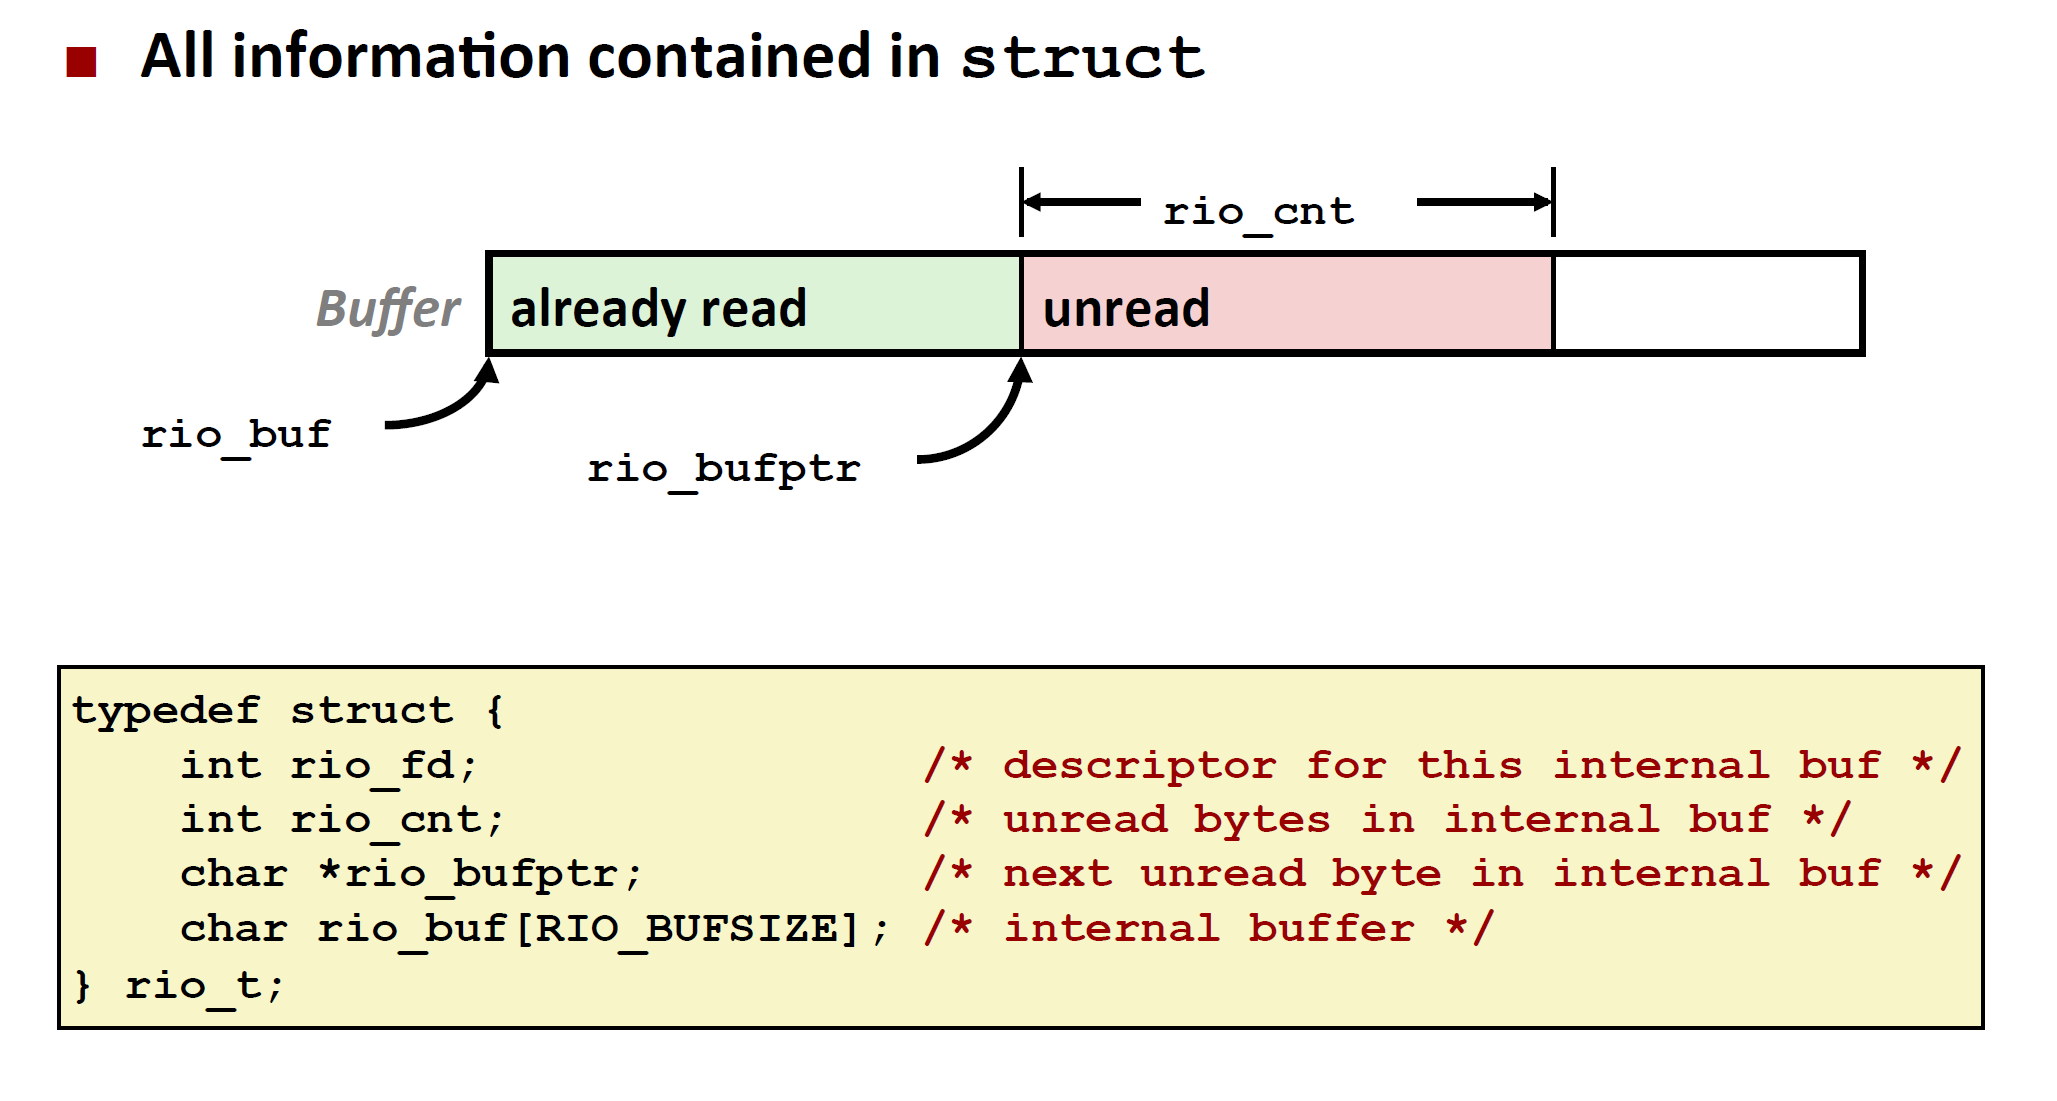 All information contained in struct
rio_cnt
Buffer
already read
unread
rio_buf
rio_bufptr
typedef struct {
    int rio_fd;                /* descriptor for this internal buf */
    int rio_cnt;               /* unread bytes in internal buf */
    char *rio_bufptr;          /* next unread byte in internal buf */
    char rio_buf[RIO_BUFSIZE]; /* internal buffer */
} rio_t;